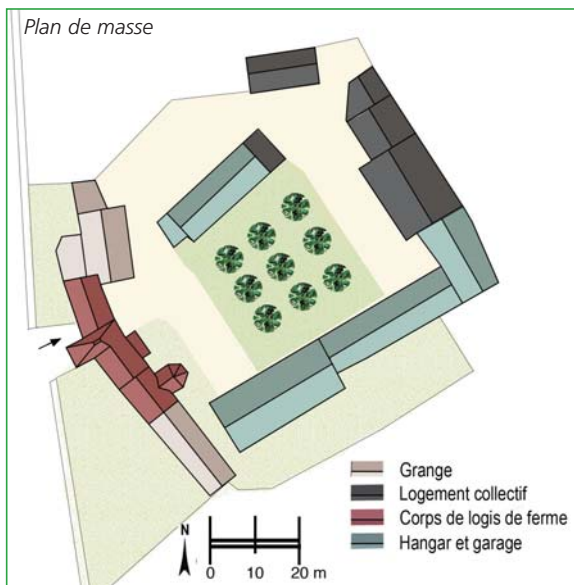 Plan de masse
Grange
Logement collectif
Corps de logis de ferme
Hangar et garage
N
0 10 20 m